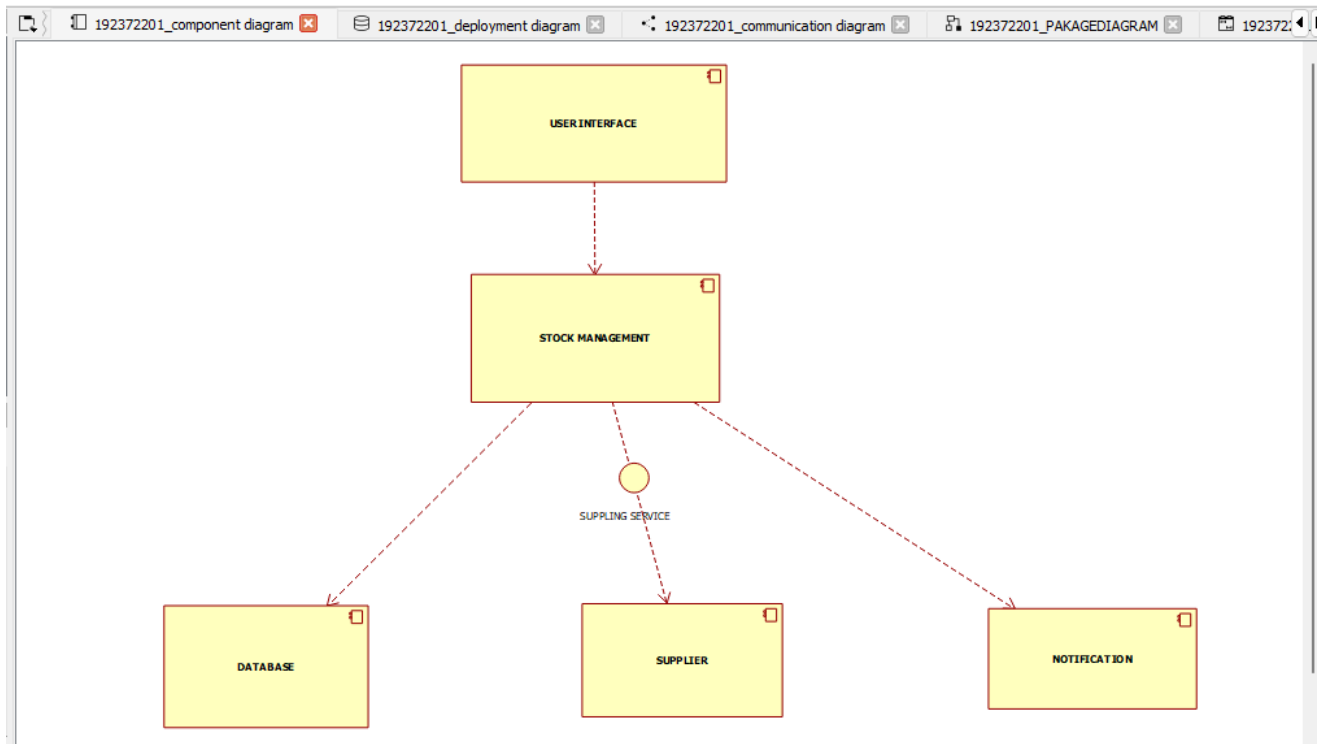 192372201_component diagram
192372201_deployment diagram
192372201_communication diagram
192372201_PAKAGEDIAGRAM
USER INTERFACE
STOCK MANAGEMENT
SUPPLING SERVICE
DATABASE
SUPPLIER
NOTIFICATION